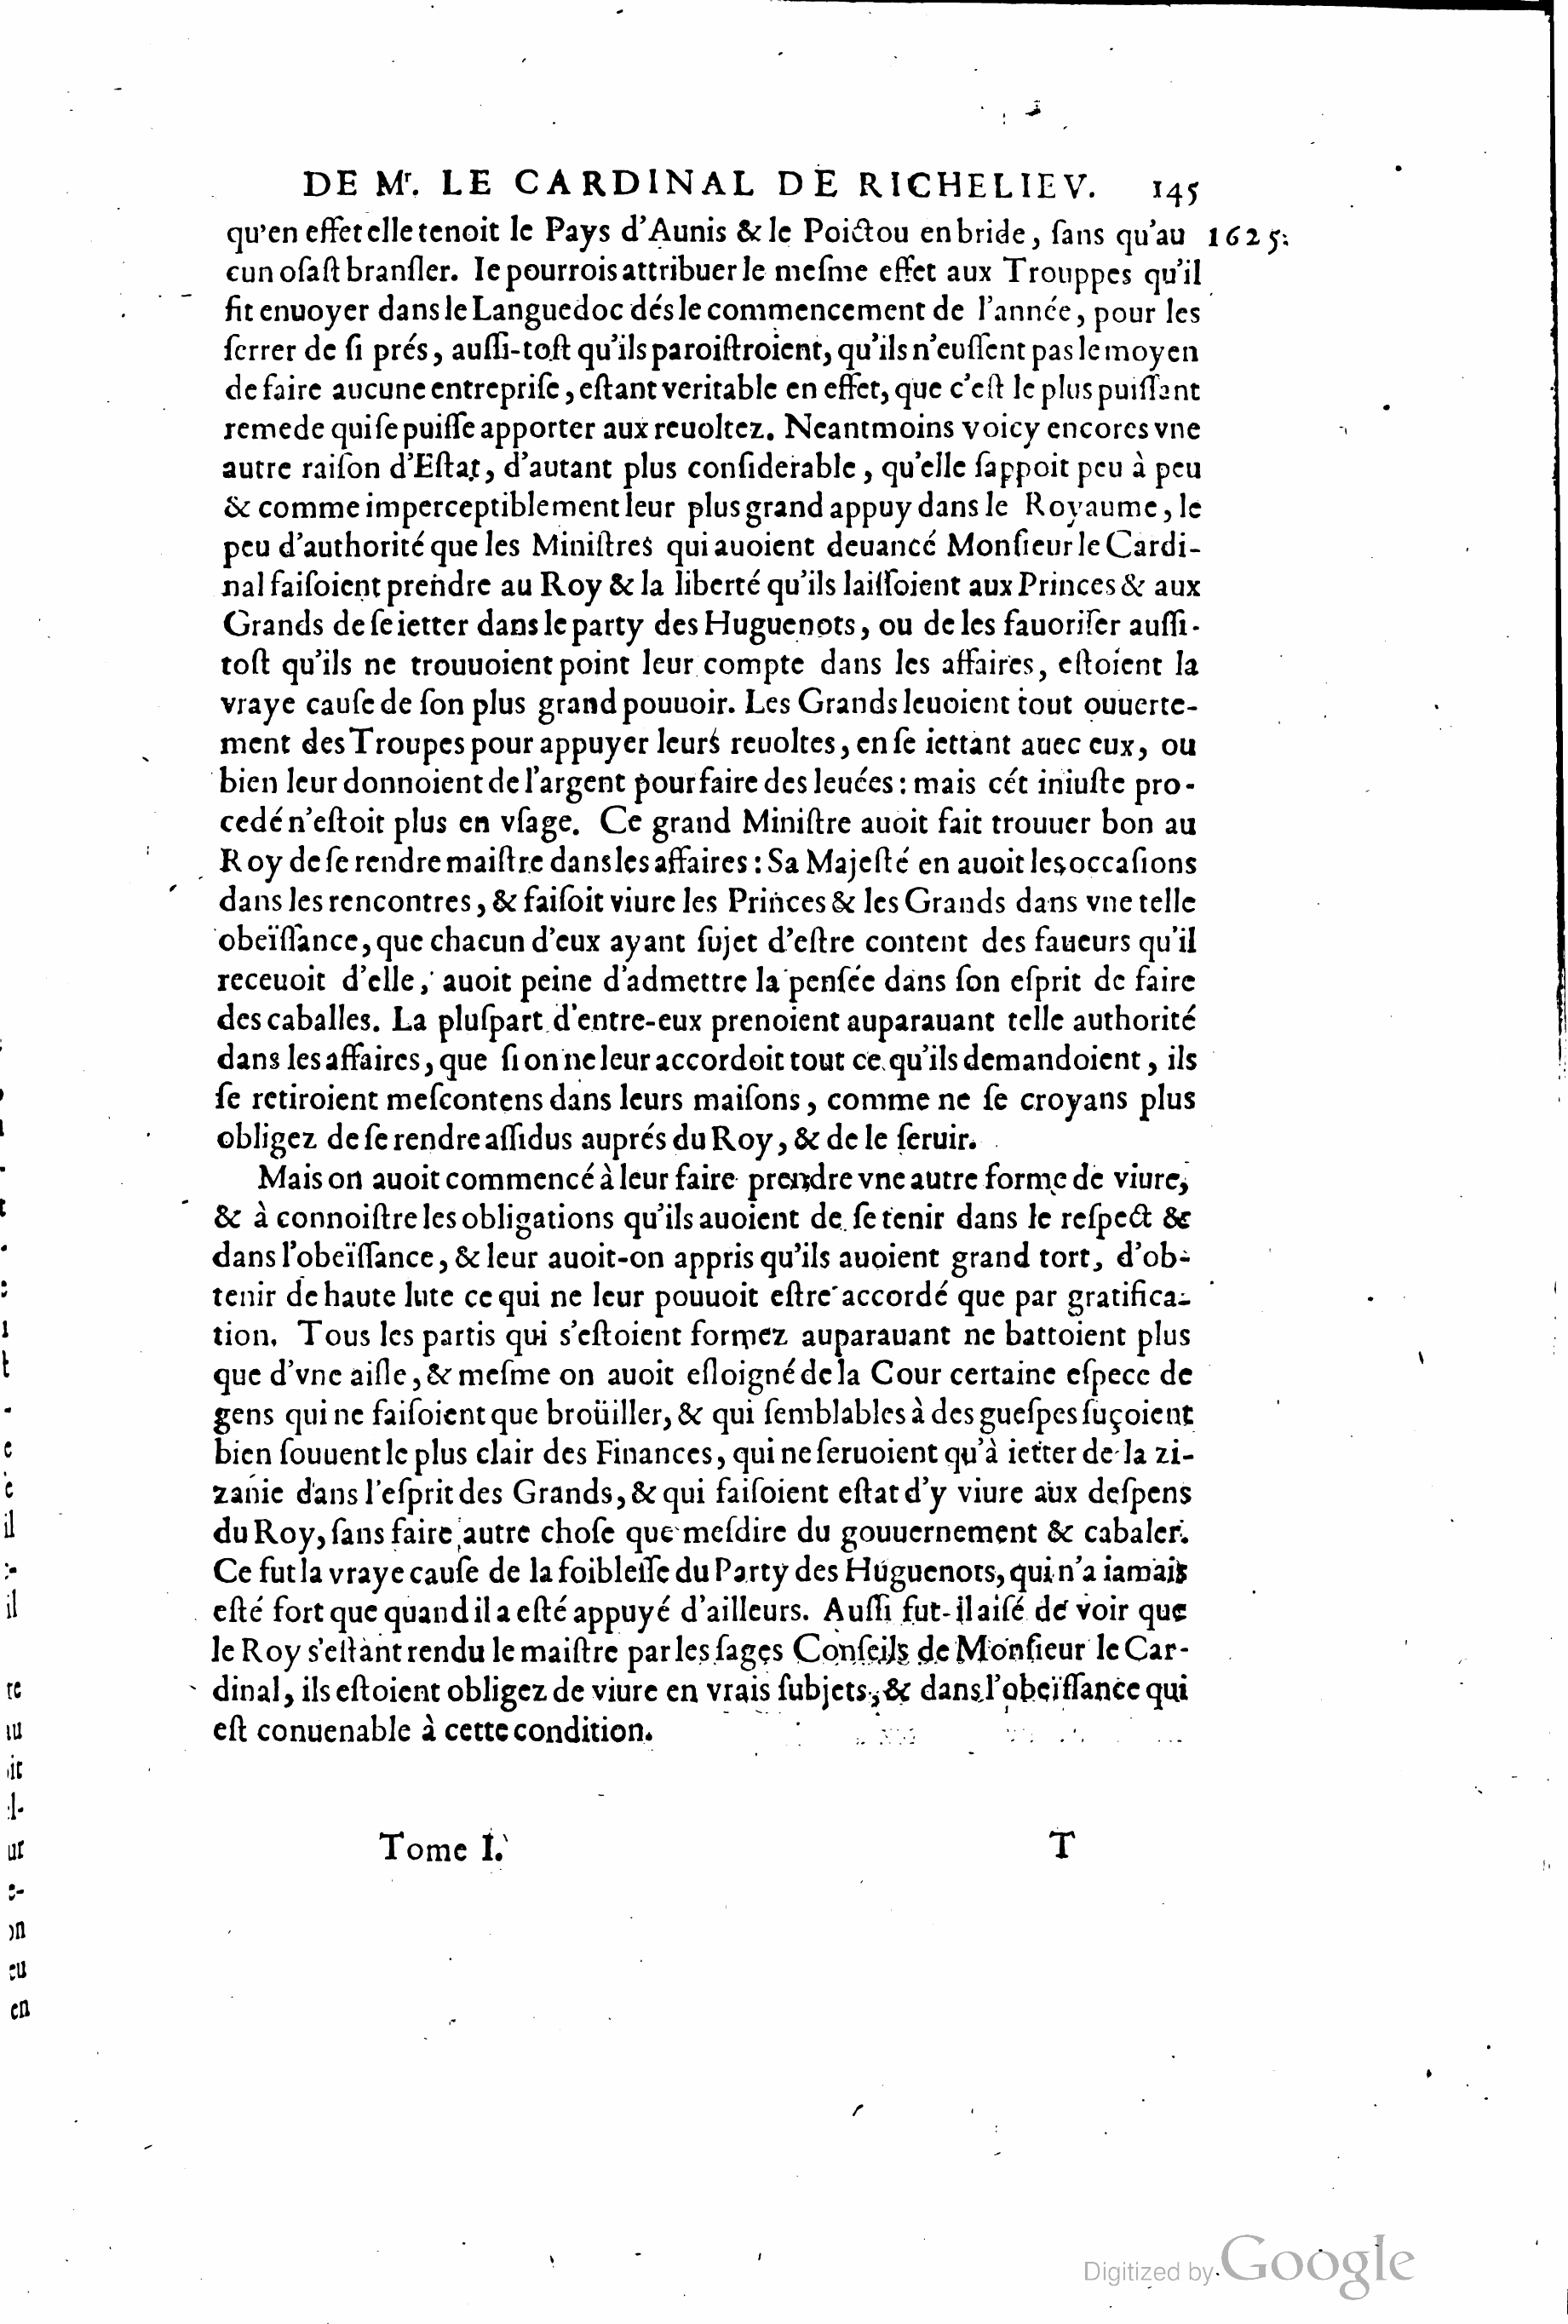 DE Mr. LE CARDINAL DE RICHELIEV. 145
qu'en effet elle tenoit le Pays d'Aunis & le Poictou en bride, ſans qu'au 1625.
cun oſaſt branſler. Ie pourrois attribuer le meſme effet aux Trouppes qu'il
fit enuoyer dans le Languedoc dés le commencement de l'année, pour les
ſerrer de ſi prés, auſſi-toſt qu'ils paroiſtroient, qu'ils n'euſſent pas le moyen
de faire aucune entrepriſe, eſtant veritable en effet, que c'eſt le plus puiſſant
remede qui ſe puiſſe apporter aux reuoltez. Neantmoins voicy encores vne
autre raiſon d'Eſtat, d'autant plus conſiderable, qu'elle ſappoit peu à peu
& comme imperceptiblement leur plus grand appuy dans le Royaume, le
peu d'authorité que les Miniſtres qui auoient deuancé Monſieur le Cardi-
nal faiſoient prendre au Roy & la liberté qu'ils laiſſoient aux Princes & aux
Grands de ſe ietter dans le party des Huguenots, ou de les fauoriſer auſſi-
toſt qu'ils ne trouuoient point leur compte dans les affaires, eſtoient la
vraye cauſe de ſon plus grand pouuoir. Les Grands leuoient tout ouuerte-
ment des Troupes pour appuyer leurs reuoltes, en ſe iettant auec eux, ou
bien leur donnoient de l'argent pour faire des leuées : mais cét iniuſte pro-
cedé n'eſtoit plus en vſage. Ce grand Miniſtre auoit fait trouuer bon au
Roy de ſe rendre maiſtre dans les affaires : Sa Majeſté en auoit les occaſions
dans les rencontres, & faiſoit viure les Princes & les Grands dans vne telle
obeïſſance, que chacun d'eux ayant ſujet d'eſtre content des faueurs qu'il
receuoit d'elle, auoit peine d'admettre la penſée dans ſon eſprit de faire
des caballes. La pluſpart d'entre-eux prenoient auparauant telle authorité
dans les affaires, que ſi on ne leur accordoit tout ce qu'ils demandoient, ils
ſe retiroient meſcontens dans leurs maiſons, comme ne ſe croyans plus
obligez de ſe rendre aſſidus auprés du Roy, & de le ſeruir.
Mais on auoit commencé à leur faire prendre vne autre forme de viure,
& à connoiſtre les obligations qu'ils auoient de ſe tenir dans le reſpect &
dans l'obeïſſance, & leur auoit-on appris qu'ils auoient grand tort, d'ob-
tenir de haute lute ce qui ne leur pouuoit eſtre accordé que par gratifica-
tion. Tous les partis qui s'eſtoient formez auparauant ne battoient plus
que d'vne aiſle, & meſme on auoit eſloigné de la Cour certaine eſpece de
gens qui ne faiſoient que broüiller, & qui ſemblables à des gueſpes ſuçoient
bien ſouuent le plus clair des Finances, qui ne ſeruoient qu'à ietter de la zi-
zanie dans l'eſprit des Grands, & qui faiſoient eſtat d'y viure aux deſpens
du Roy, ſans faire autre choſe que meſdire du gouuernement & cabaler.
Ce fut la vraye cauſe de la foibleſſe du Party des Huguenots, qui n'a iamais
eſté fort que quand il a eſté appuyé d'ailleurs. Auſſi fut-il aiſé de voir que
le Roy s'eſtant rendu le maiſtre par les ſages Conſeils de Monſieur le Car-
dinal, ils eſtoient obligez de viure en vrais ſubjets, & dans l'obeïſſance qui
eſt conuenable à cette condition.
Tome I. T
Digitized by Google